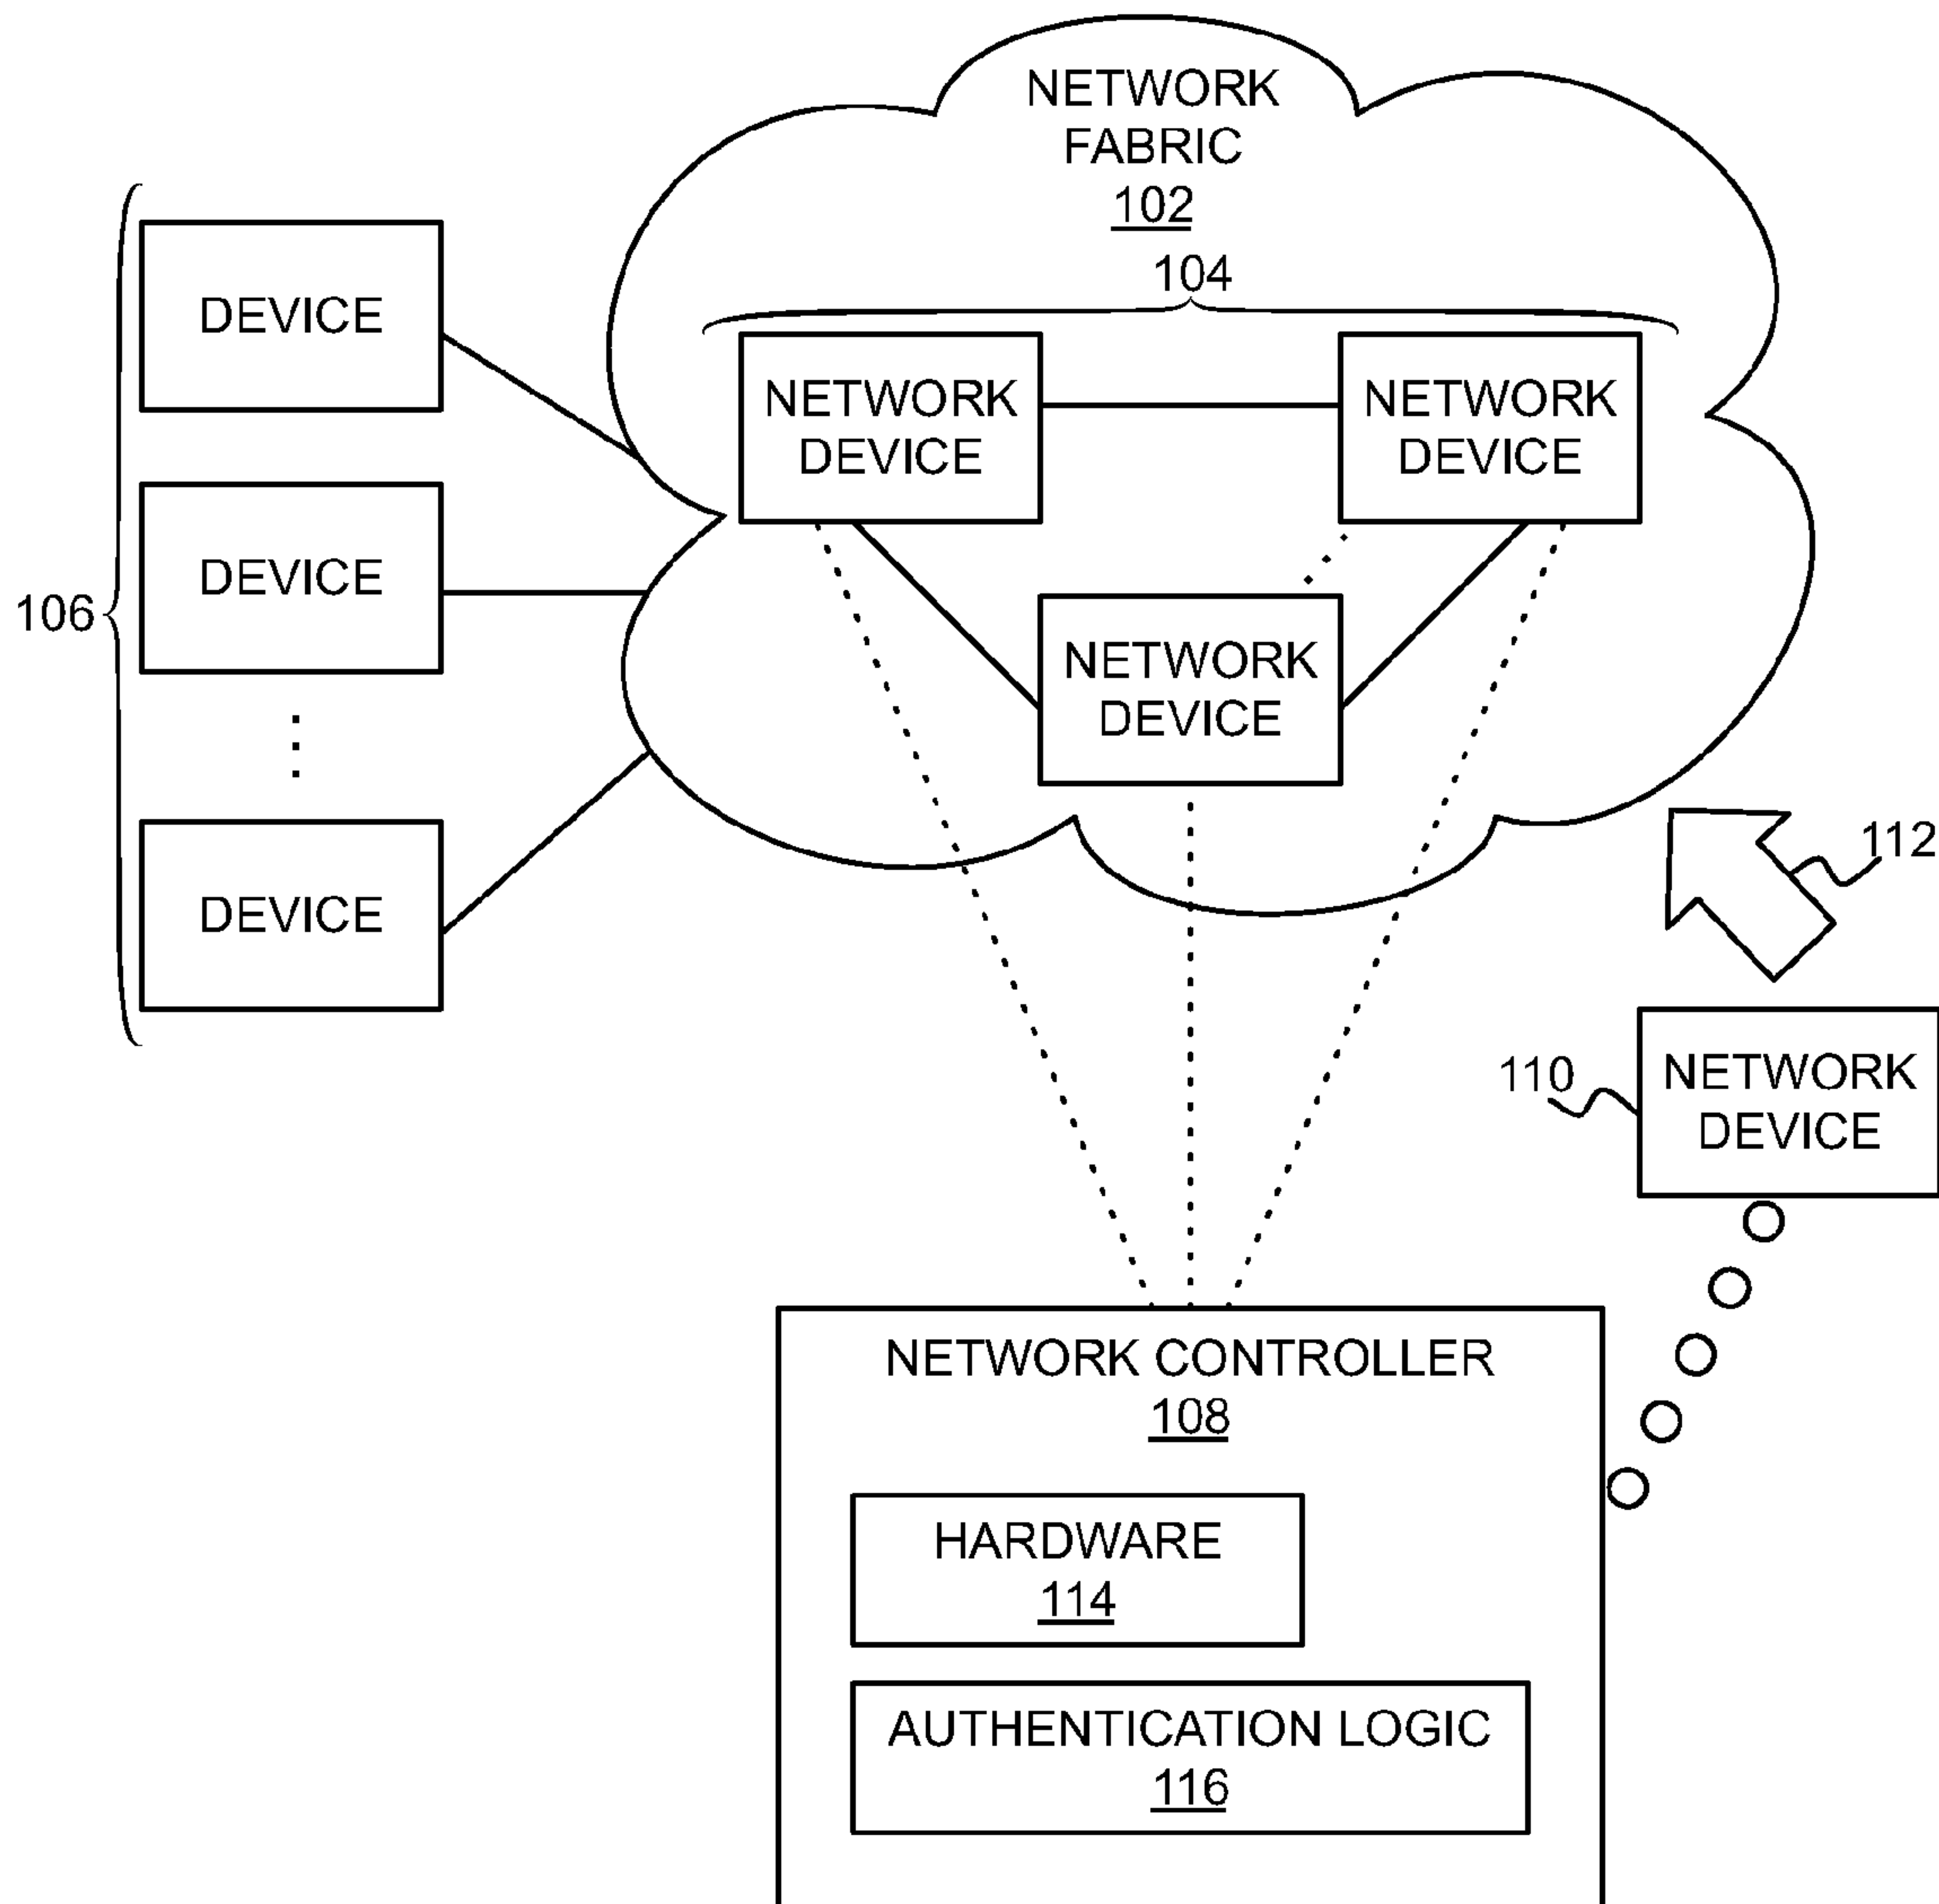 NETWORK
FABRIC
102
104
DEVICE
NETWORK
DEVICE
NETWORK
DEVICE
106
DEVICE
NETWORK
DEVICE
DEVICE
112
110
NETWORK
DEVICE
NETWORK CONTROLLER
108
HARDWARE
114
AUTHENTICATION LOGIC
116